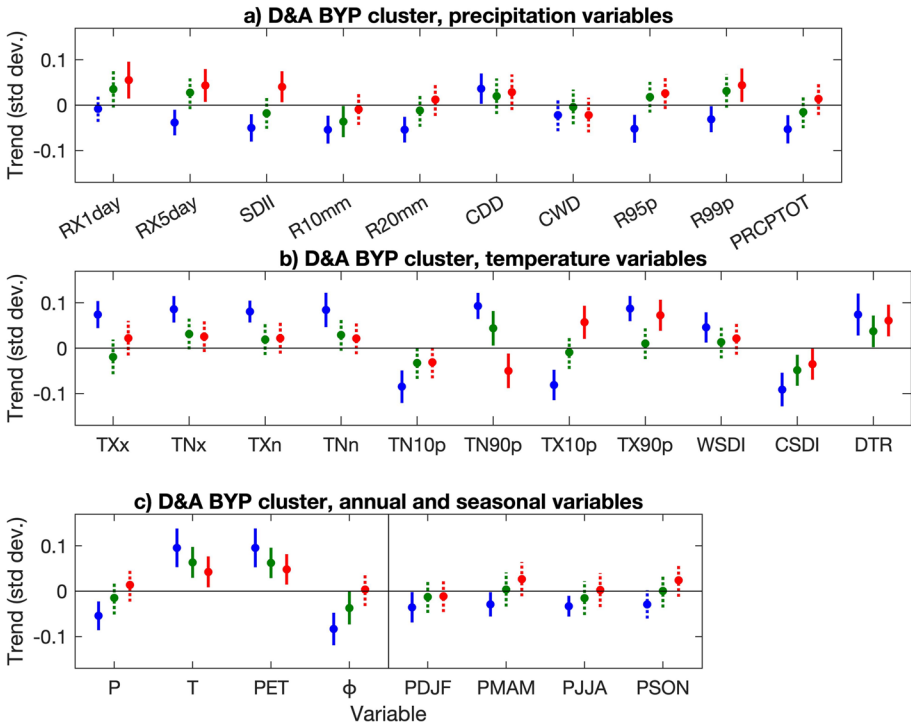 a) D&A BYP cluster, precipitation variables
Trend (std dev.)
0.1
0
-0.1
RX1day RX5day SDII R10mm R20mm CDD CWD R95p R99p PRCPTOT
b) D&A BYP cluster, temperature variables
Trend (std dev.)
0.1
0
-0.1
TXx TNx TXn TNn TN10p TN90p TX10p TX90p WSDI CSDI DTR
c) D&A BYP cluster, annual and seasonal variables
Trend (std dev.)
0.1
0
-0.1
P T PET ϕ PDJF PMAM PJJA PSON
Variable